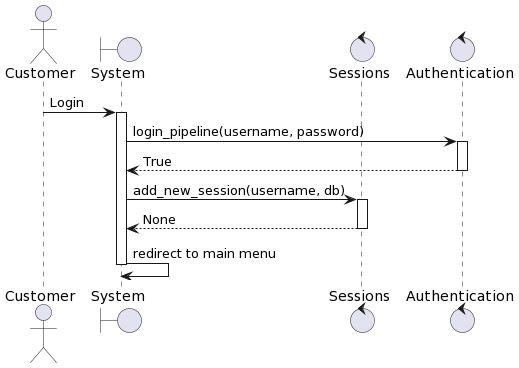 Customer System Sessions Authentication
Login
login_pipeline(username, password)
True
add_new_session(username, db)
None
redirect to main menu
Customer System Sessions Authentication